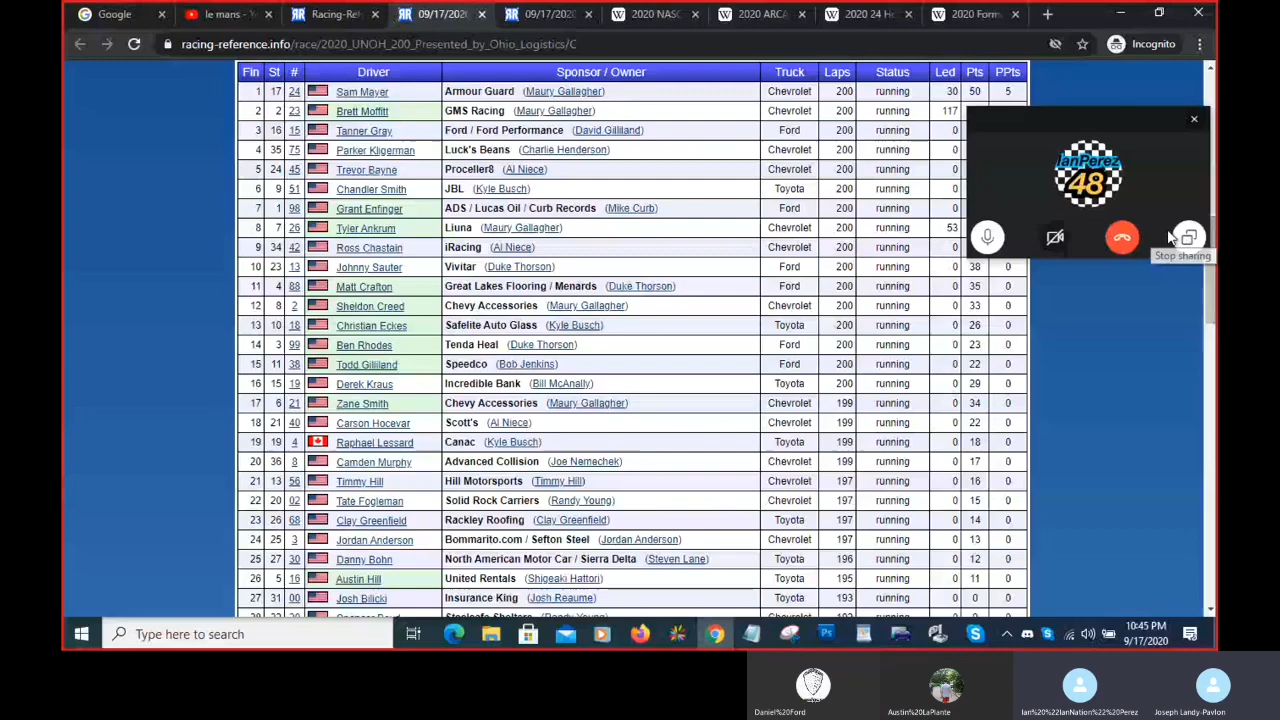 Google
le mans -
Racing-Ref
09/17/202
09/17/202
2020 NASC
2020 ARCA
2020 24 He
2020 Form
racing-reference.info/race/2020_UNOH_200_Presented_by_Ohio_Logistics/C
Incognito
Fin St # Driver Sponsor / Owner Truck Laps Status Led Pts PPts
1 17 24 Sam Mayer Armour Guard (Maury Gallagher) Chevrolet 200 running 30 50 5
2 2 23 Brett Moffitt GMS Racing (Maury Gallagher) Chevrolet 200 running 117
3 16 15 Tanner Gray Ford / Ford Performance (David Gilliland) Ford 200 running 0
4 35 75 Parker Kligerman Luck's Beans (Charlie Henderson) Chevrolet 200 running 0
5 24 45 Trevor Bayne Proceller8 (Al Niece) Chevrolet 200 running 0
6 9 51 Chandler Smith JBL (Kyle Busch) Toyota 200 running 0
7 1 98 Grant Enfinger ADS / Lucas Oil / Curb Records (Mike Curb) Ford 200 running 0
8 7 26 Tyler Ankrum Liuna (Maury Gallagher) Chevrolet 200 running 53
9 34 42 Ross Chastain iRacing (Al Niece) Chevrolet 200 running 0
10 23 13 Johnny Sauter Vivitar (Duke Thorson) Ford 200 running 0 38 0
11 4 88 Matt Crafton Great Lakes Flooring / Menards (Duke Thorson) Ford 200 running 0 35 0
12 8 2 Sheldon Creed Chevy Accessories (Maury Gallagher) Chevrolet 200 running 0 33 0
13 10 18 Christian Eckes Safelite Auto Glass (Kyle Busch) Toyota 200 running 0 26 0
14 3 99 Ben Rhodes Tenda Heal (Duke Thorson) Ford 200 running 0 23 0
15 11 38 Todd Gilliland Speedco (Bob Jenkins) Ford 200 running 0 22 0
16 15 19 Derek Kraus Incredible Bank (Bill McAnally) Toyota 200 running 0 29 0
17 6 21 Zane Smith Chevy Accessories (Maury Gallagher) Chevrolet 199 running 0 34 0
18 21 40 Carson Hocevar Scott's (Al Niece) Chevrolet 199 running 0 22 0
19 19 4 Raphael Lessard Canac (Kyle Busch) Toyota 199 running 0 18 0
20 36 8 Camden Murphy Advanced Collision (Joe Nemechek) Chevrolet 199 running 0 17 0
21 13 56 Timmy Hill Hill Motorsports (Timmy Hill) Chevrolet 197 running 0 16 0
22 20 02 Tate Fogleman Solid Rock Carriers (Randy Young) Chevrolet 197 running 0 15 0
23 26 68 Clay Greenfield Rackley Roofing (Clay Greenfield) Toyota 197 running 0 14 0
24 25 3 Jordan Anderson Bommarito.com / Sefton Steel (Jordan Anderson) Chevrolet 197 running 0 13 0
25 27 30 Danny Bohn North American Motor Car / Sierra Delta (Steven Lane) Toyota 196 running 0 12 0
26 5 16 Austin Hill United Rentals (Shigeaki Hattori) Toyota 195 running 0 11 0
27 31 00 Josh Bilicki Insurance King (Josh Reaume) Toyota 193 running 0 0 0
IanPerez
48
Stop sharing
Type here to search
10:45 PM
9/17/2020
Daniel%20Ford
Austin%20LaPlante
Ian%20%22IanNation%22%20Perez
Joseph Landy-Pavlon